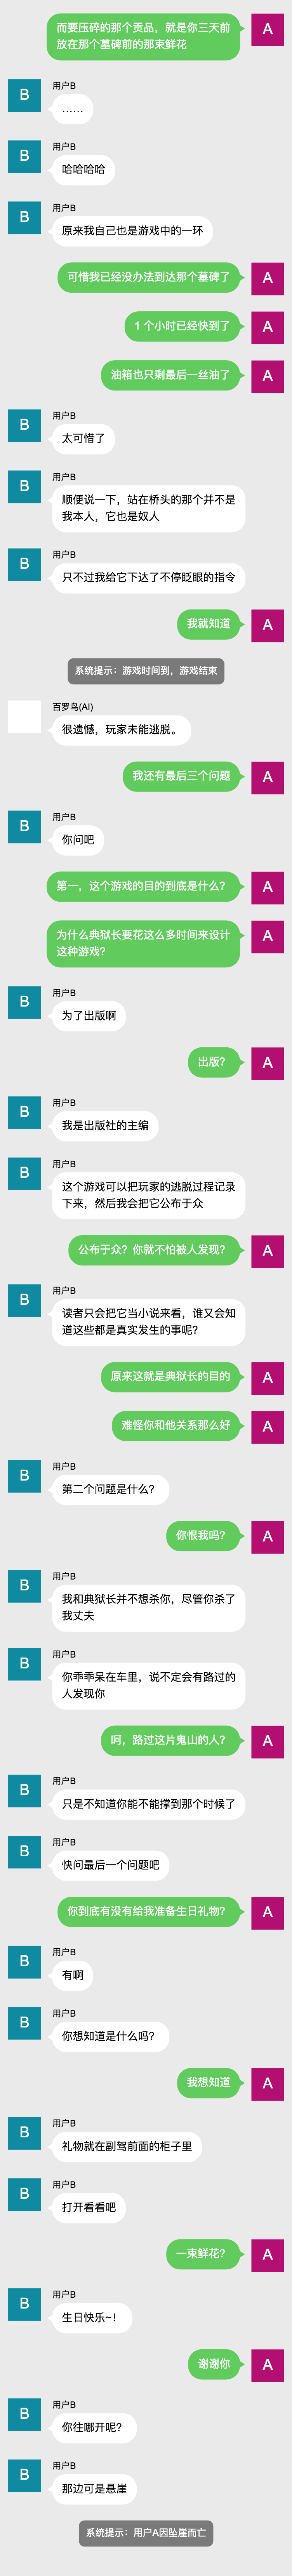 而要压碎的那个贡品，就是你三天前
放在那个墓碑前的那束鲜花
A
B
用户B
……
B
用户B
哈哈哈哈
B
用户B
原来我自己也是游戏中的一环
可惜我已经没办法到达那个墓碑了
A
1 个小时已经快到了
A
油箱也只剩最后一丝油了
A
B
用户B
太可惜了
B
用户B
顺便说一下，站在桥头的那个并不是
我本人，它也是奴人
B
用户B
只不过我给它下达了不停眨眼的指令
我就知道
A
系统提示：游戏时间到，游戏结束
百罗鸟(AI)
很遗憾，玩家未能逃脱。
我还有最后三个问题
A
B
用户B
你问吧
第一，这个游戏的目的到底是什么？
A
为什么典狱长要花这么多时间来设计
这种游戏？
A
B
用户B
为了出版啊
出版？
A
B
用户B
我是出版社的主编
B
用户B
这个游戏可以把玩家的逃脱过程记录
下来，然后我会把它公布于众
公布于众？你就不怕被人发现？
A
B
用户B
读者只会把它当小说来看，谁又会知
道这些都是真实发生的事呢？
原来这就是典狱长的目的
A
难怪你和他关系那么好
A
B
用户B
第二个问题是什么？
你恨我吗？
A
B
用户B
我和典狱长并不想杀你，尽管你杀了
我丈夫
B
用户B
你乖乖呆在车里，说不定会有路过的
人发现你
呵，路过这片鬼山的人？
A
B
用户B
只是不知道你能不能撑到那个时候了
B
用户B
快问最后一个问题吧
你到底有没有给我准备生日礼物？
A
B
用户B
有啊
B
用户B
你想知道是什么吗？
我想知道
A
B
用户B
礼物就在副驾前面的柜子里
B
用户B
打开看看吧
一束鲜花？
A
B
用户B
生日快乐~！
谢谢你
A
B
用户B
你往哪开呢？
B
用户B
那边可是悬崖
系统提示：用户A因坠崖而亡